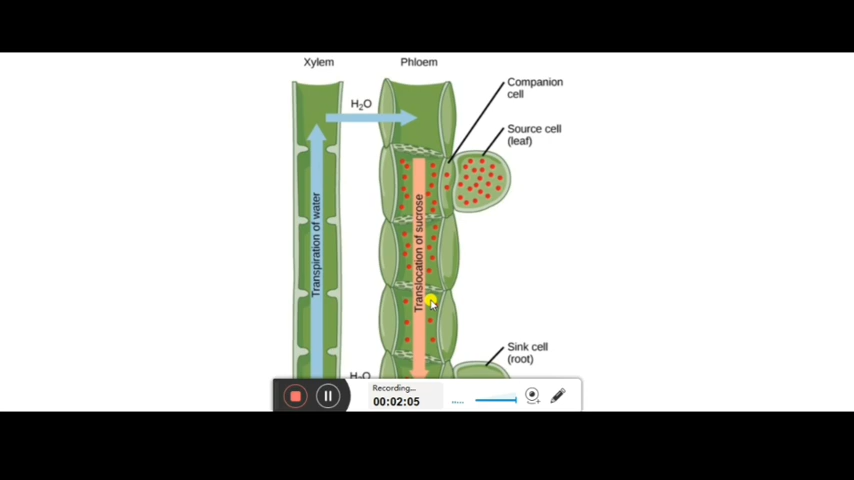 Xylem
Phloem
Companion
cell
H₂O
Source cell
(leaf)
Transpiration of water
Translocation of sucrose
Sink cell
(root)
H₂O
Recording...
00:02:05